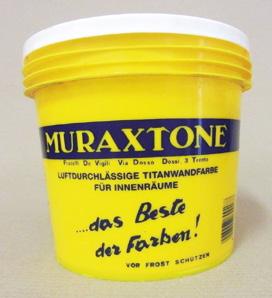 MURAXTONE
Fratelli De Vigili Via Dosso Dossi, 3 Trento
LUFTDURCHLÄSSIGE TITANWANDFARBE
FÜR INNENRÄUME
....das Beste
der Farben!
VOR FROST SCHÜTZEN